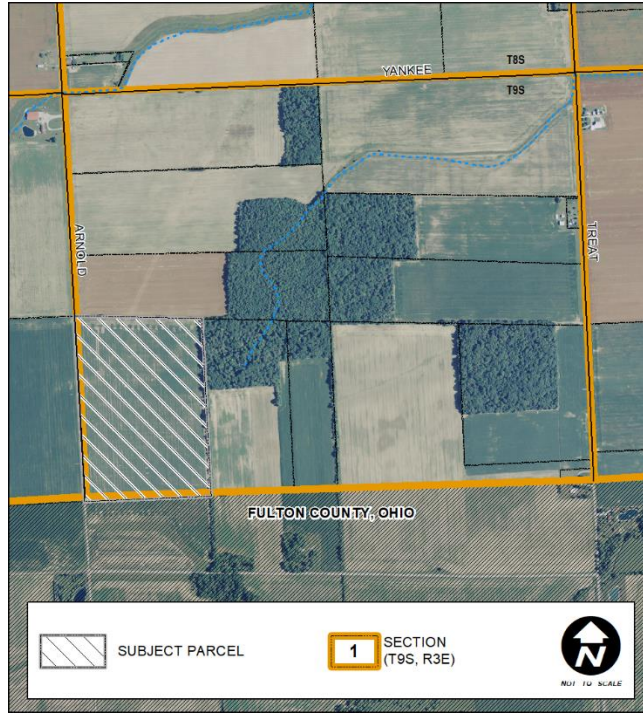 YANKEE
T8S
T9S
ARNOLD
TREAT
FULTON COUNTY, OHIO
SUBJECT PARCEL
1
SECTION
(T9S, R3E)
N
NOT TO SCALE